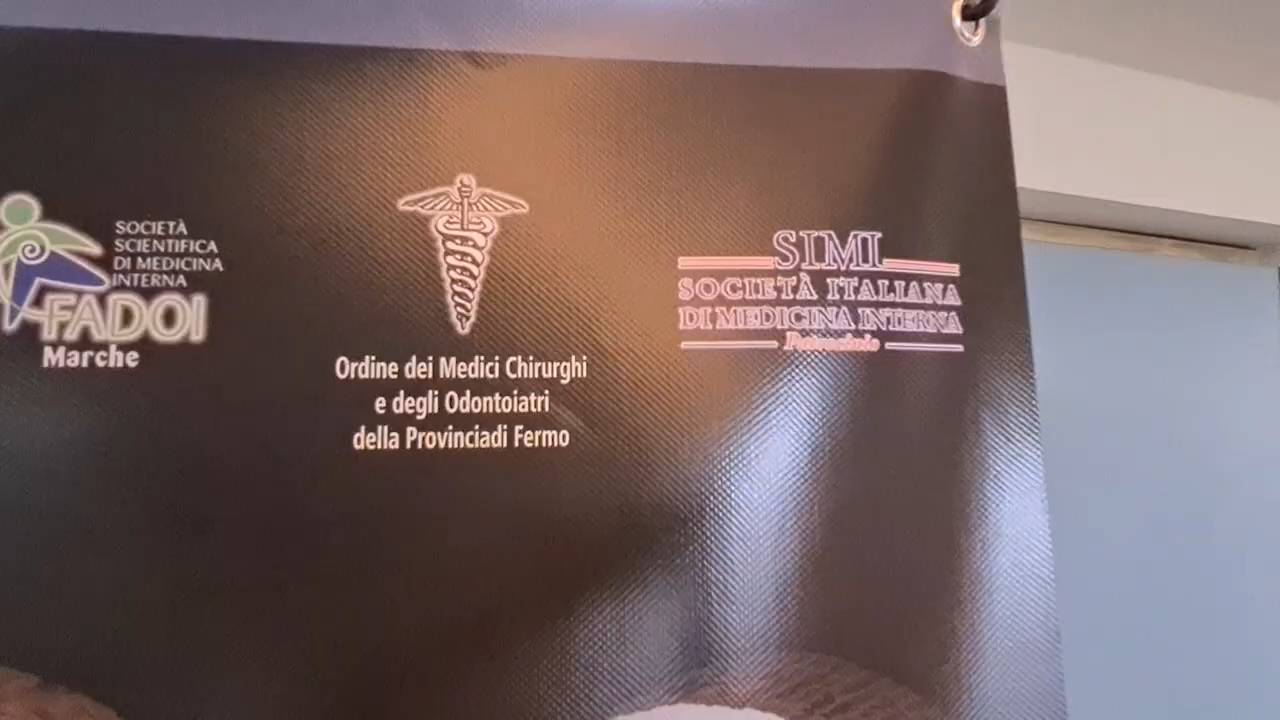 SOCIETÀ
SCIENTIFICA
DI MEDICINA
INTERNA
FADOI
Marche
Ordine dei Medici Chirurghi
e degli Odontoiatri
della Provinciadi Fermo
SIMI
SOCIETÀ ITALIANA
DI MEDICINA INTERNA
Patrocinio